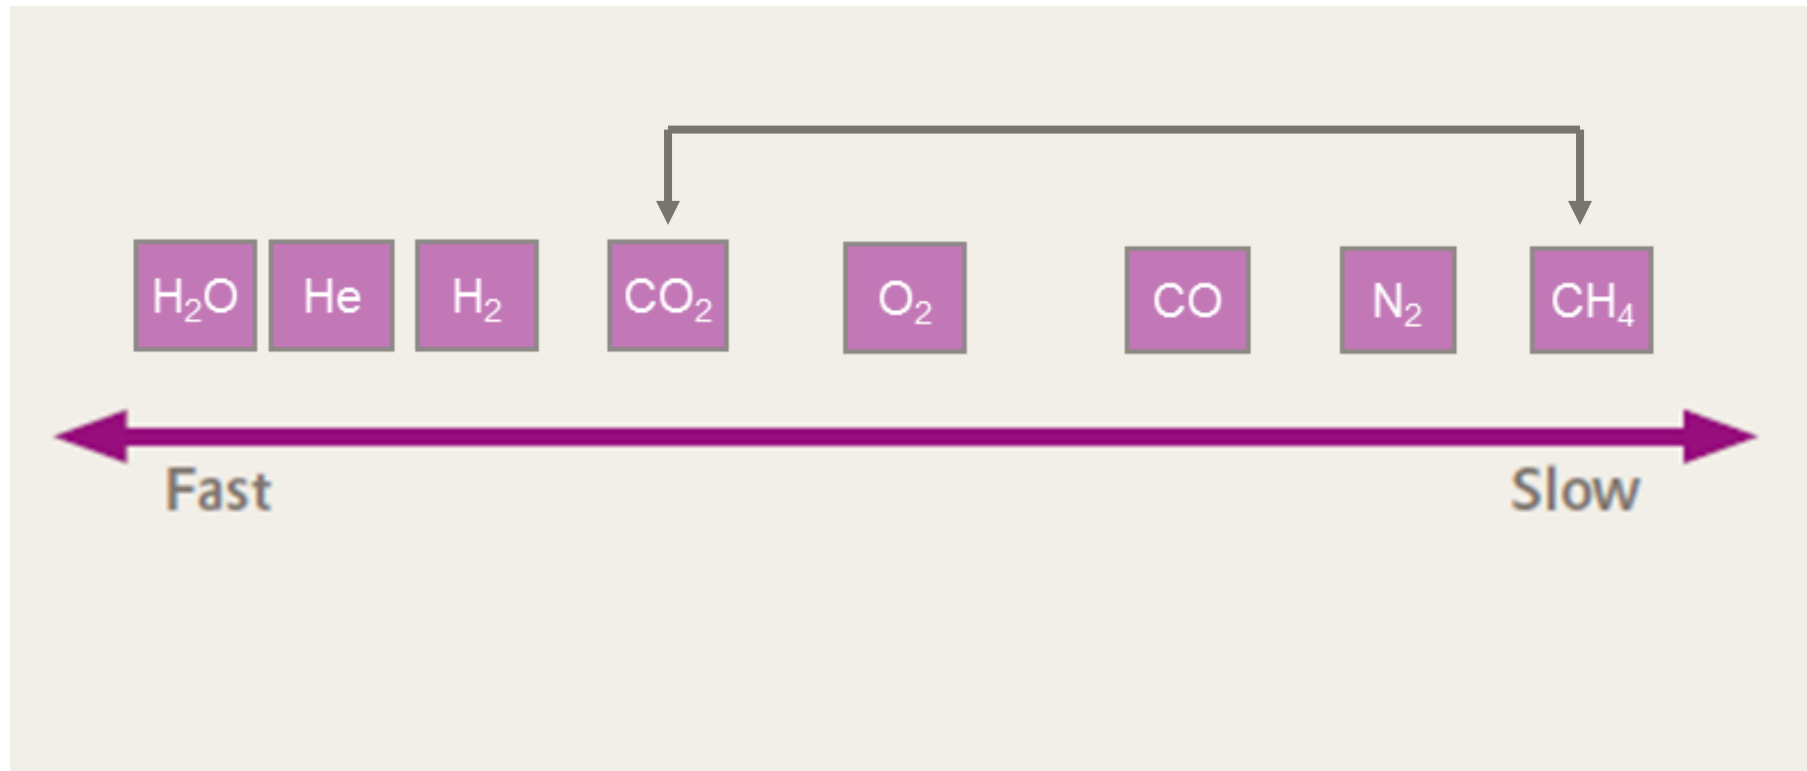 H₂O He H₂ CO₂ O₂ CO N₂ CH₄
Fast Slow